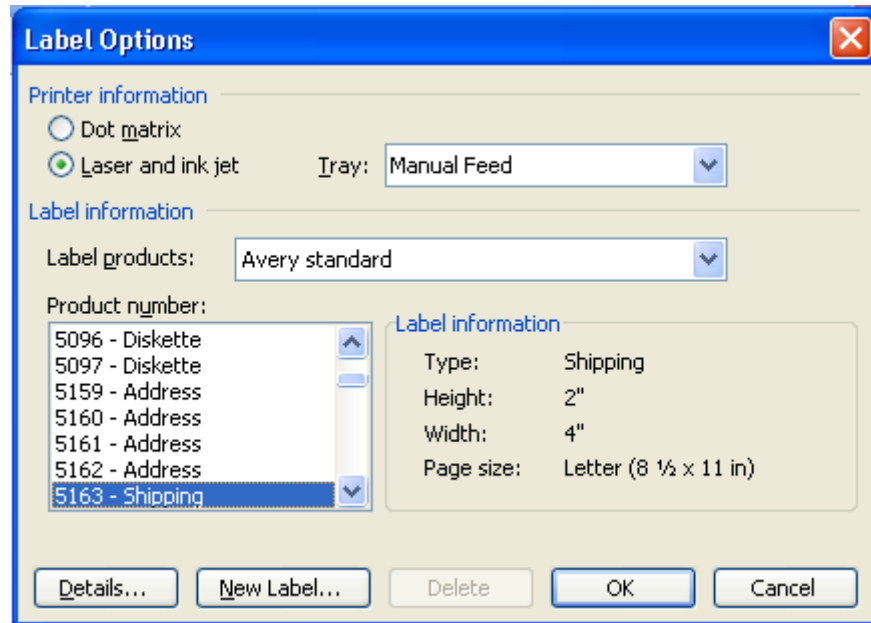 Label Options
Printer information
Dot matrix
Laser and ink jet Tray: Manual Feed
Label information
Label products: Avery standard
Product number:
5096 - Diskette
5097 - Diskette
5159 - Address
5160 - Address
5161 - Address
5162 - Address
5163 - Shipping
Label information
Type: Shipping
Height: 2"
Width: 4"
Page size: Letter (8 ½ x 11 in)
Details... New Label... Delete OK Cancel